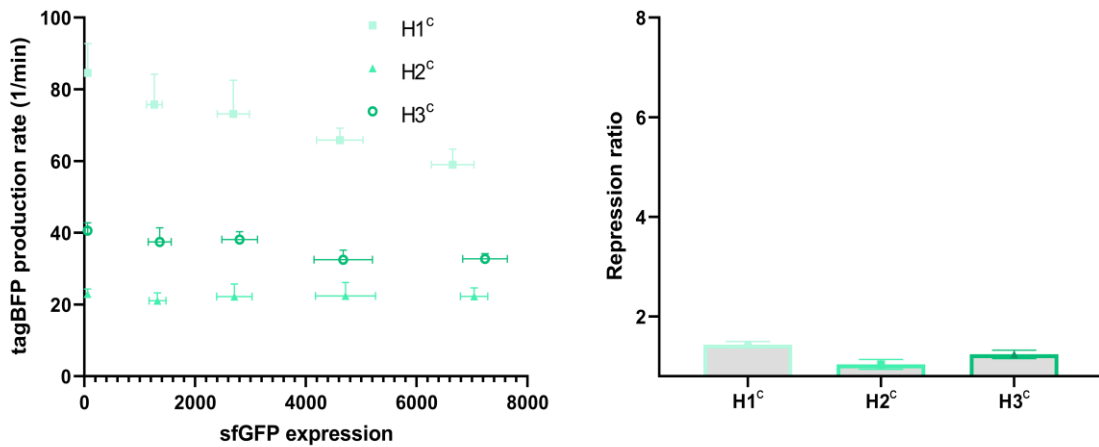 100
80
60
40
20
0
tagBFP production rate (1/min)
0 2000 4000 6000 8000
sfGFP expression
H1ᶜ
H2ᶜ
H3ᶜ
8
6
4
2
Repression ratio
H1ᶜ H2ᶜ H3ᶜ